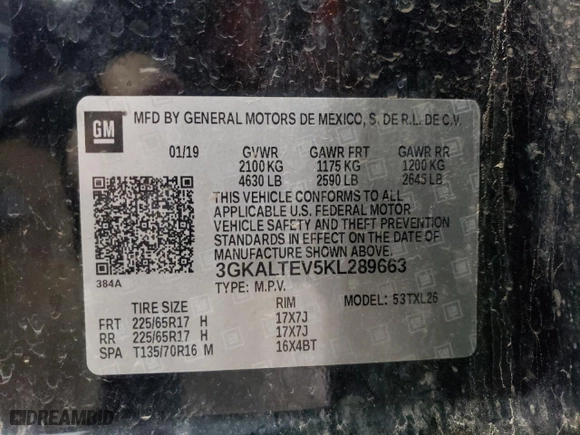 GM
MFD BY GENERAL MOTORS DE MEXICO, S. DE R.L. DE C.V.
01/19 GVWR GAWR FRT GAWR RR
2100 KG 1175 KG 1200 KG
4630 LB 2590 LB 2645 LB
THIS VEHICLE CONFORMS TO ALL
APPLICABLE U.S. FEDERAL MOTOR
VEHICLE SAFETY AND THEFT PREVENTION
STANDARDS IN EFFECT ON THE DATE OF
MANUFACTURE SHOWN ABOVE.
3GKALTEV5KL289663
384A
TYPE: M.P.V. MODEL: 53TXL26
TIRE SIZE RIM
FRT 225/65R17 H 17X7J
RR 225/65R17 H 17X7J
SPA T135/70R16 M 16X4BT
DREAMBID